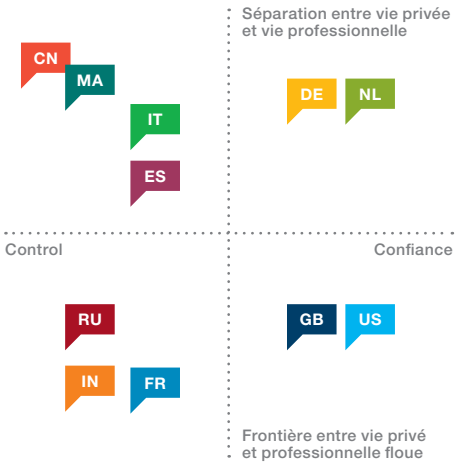 Séparation entre vie privée
et vie professionnelle
CN
MA
DE
NL
IT
ES
Control
Confiance
RU
GB
US
IN
FR
Frontière entre vie privé
et professionnelle floue